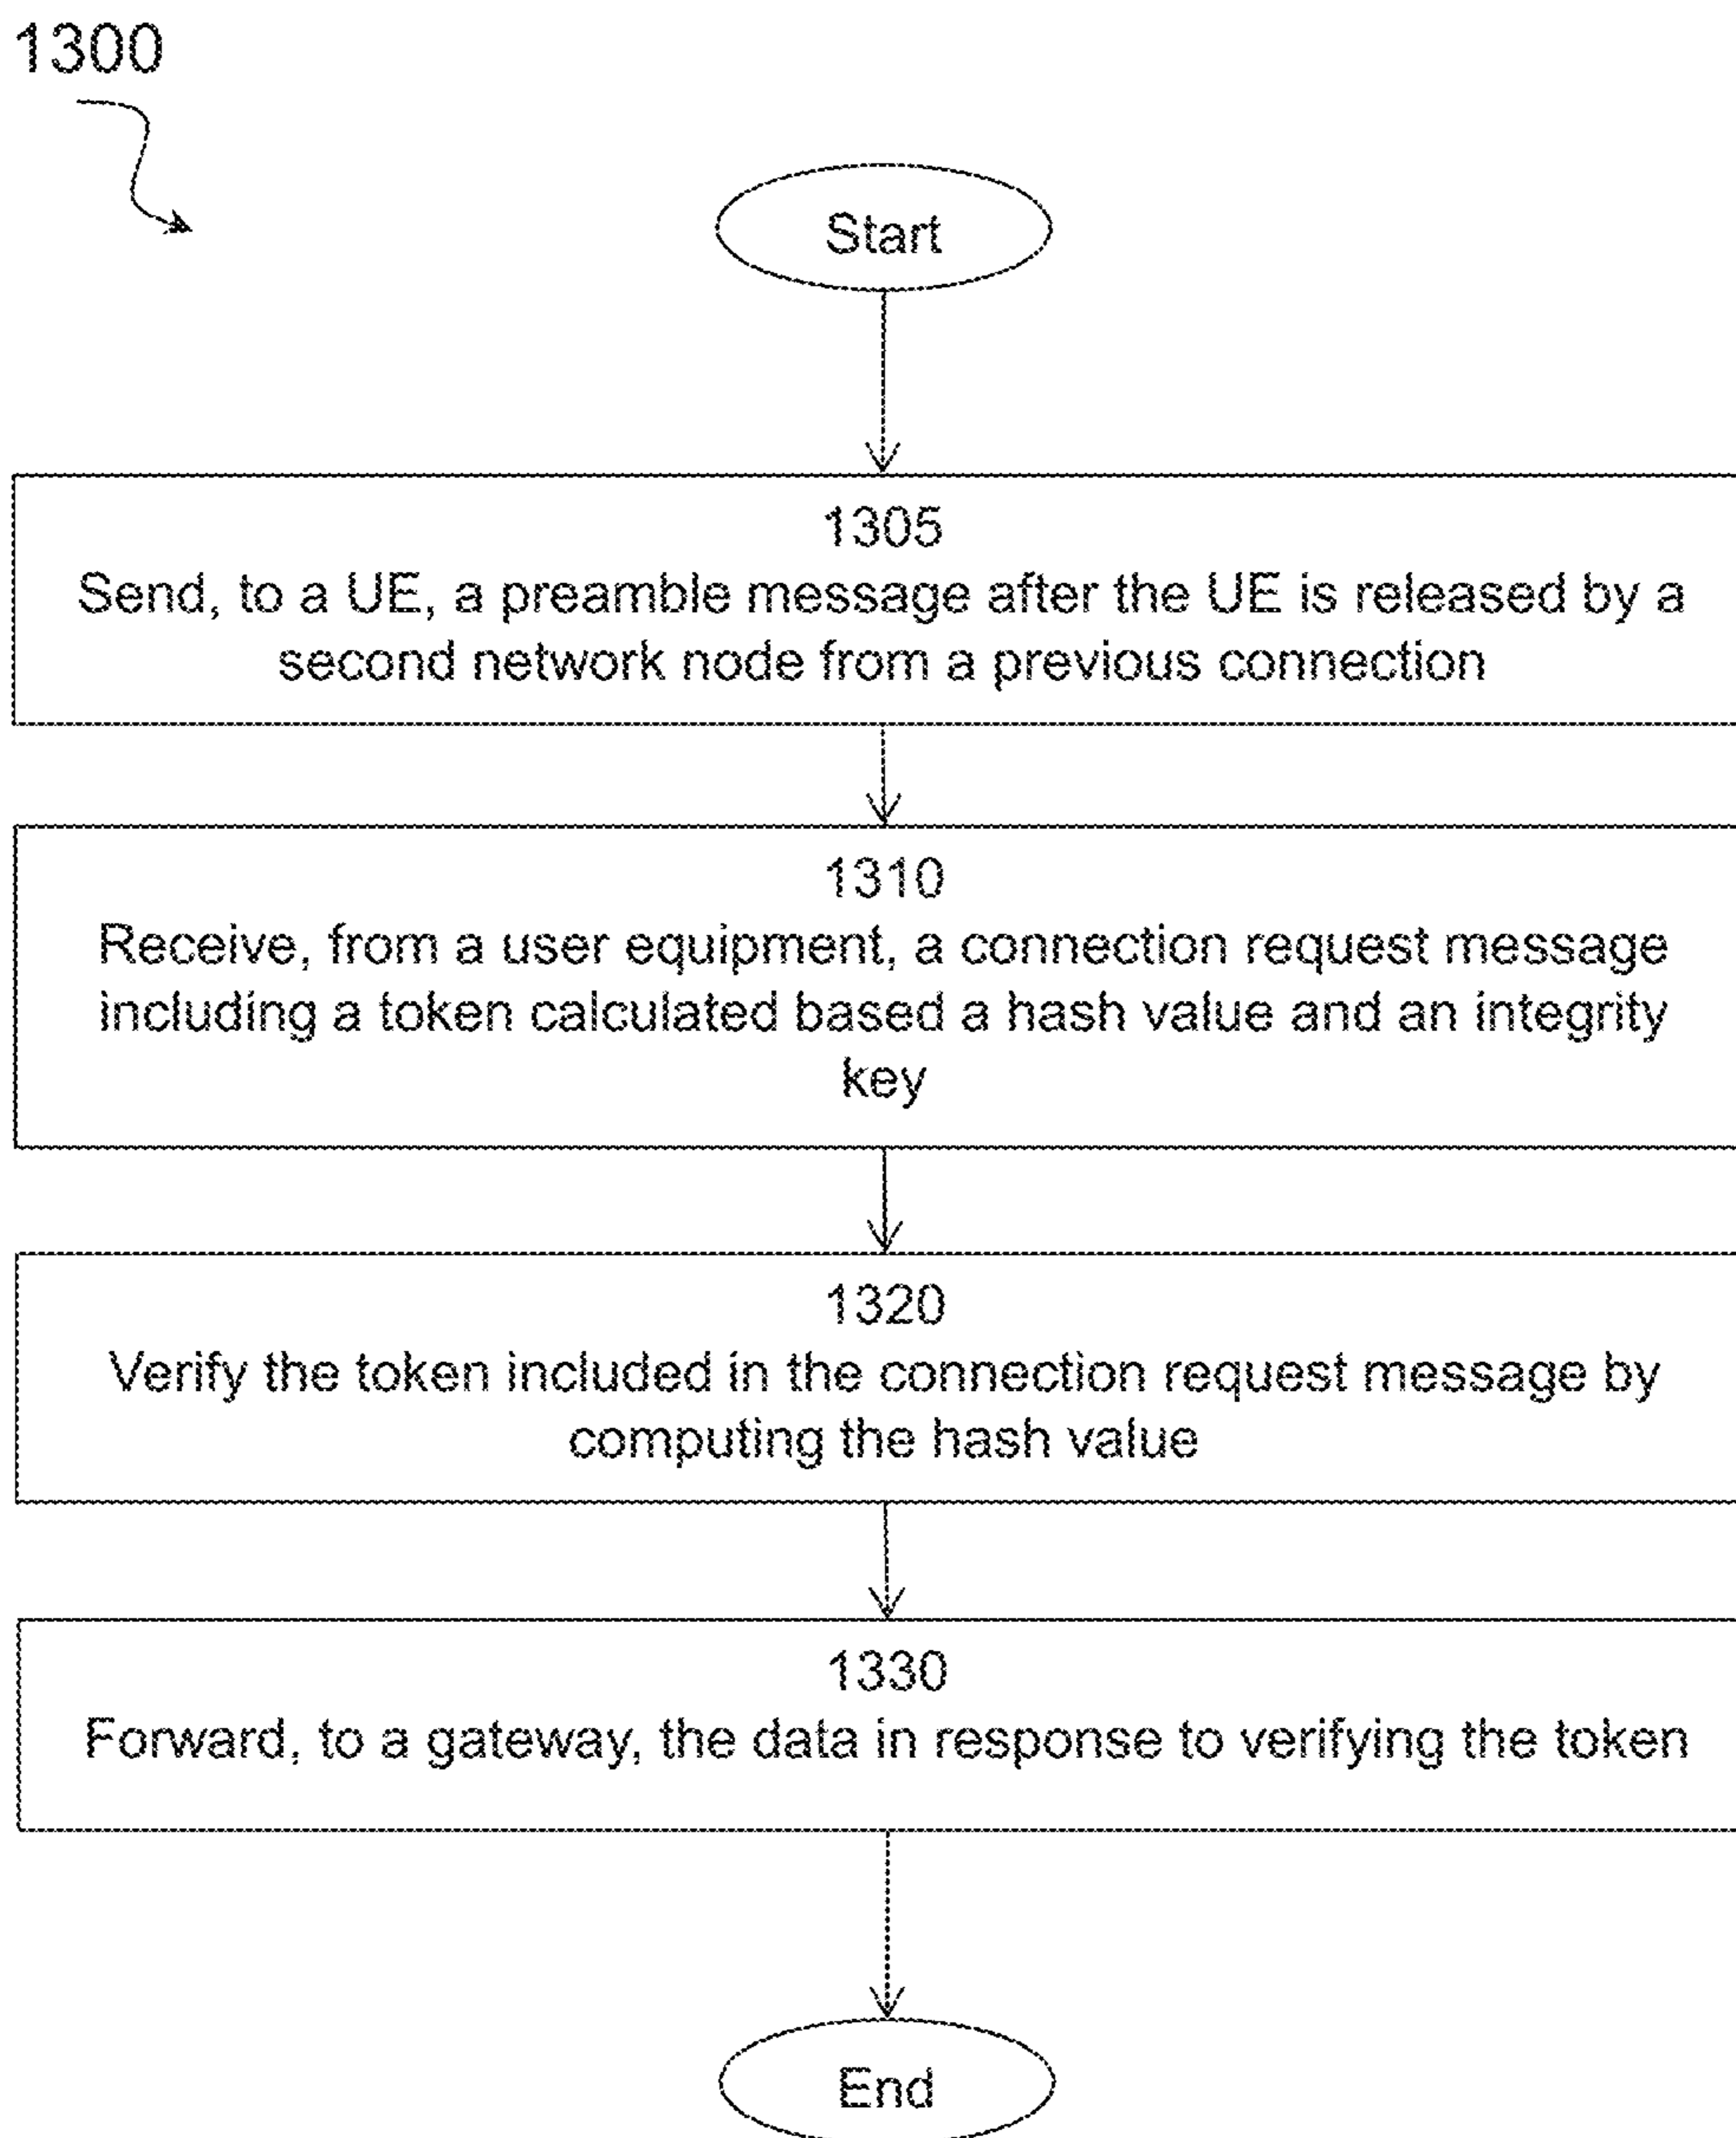 1300
Start
1305
Send, to a UE, a preamble message after the UE is released by a
second network node from a previous connection
1310
Receive, from a user equipment, a connection request message
including a token calculated based a hash value and an integrity
key
1320
Verify the token included in the connection request message by
computing the hash value
1330
Forward, to a gateway, the data in response to verifying the token
End